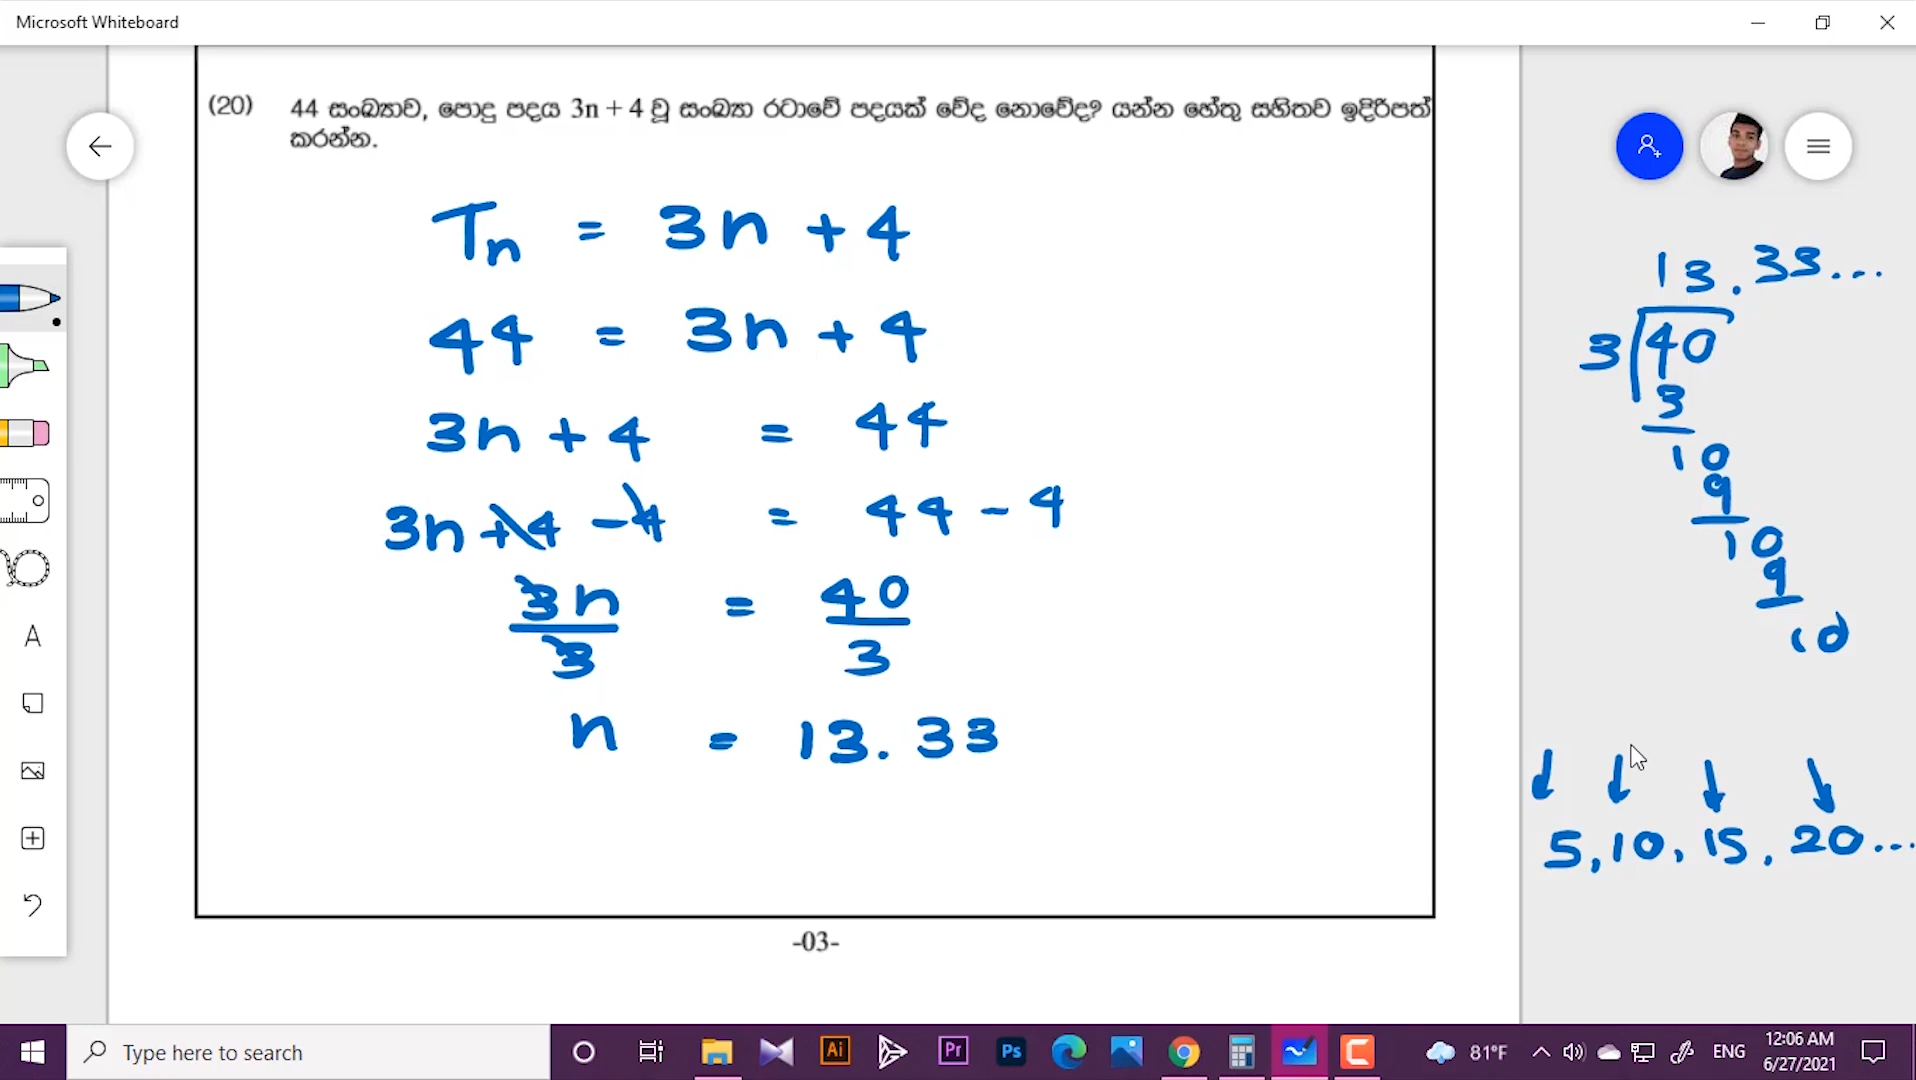 Microsoft Whiteboard
(20) 44 සංඛ්‍යාව, පොදු පදය 3n + 4 වූ සංඛ්‍යා රටාවේ පදයක් වේද නොවේද? යන්න හේතු සහිතව ඉදිරිපත්
කරන්න.
Tn = 3n + 4
44 = 3n + 4
3n + 4 = 44
3n + 4 - 4 = 44 - 4
3n = 40
3 3
n = 13.33
-03-
13.33...
3 40
3
10
9
10
9
10
5, 10, 15, 20...
A
Type here to search
Ai
Pr
Ps
81°F
ENG
12:06 AM
6/27/2021